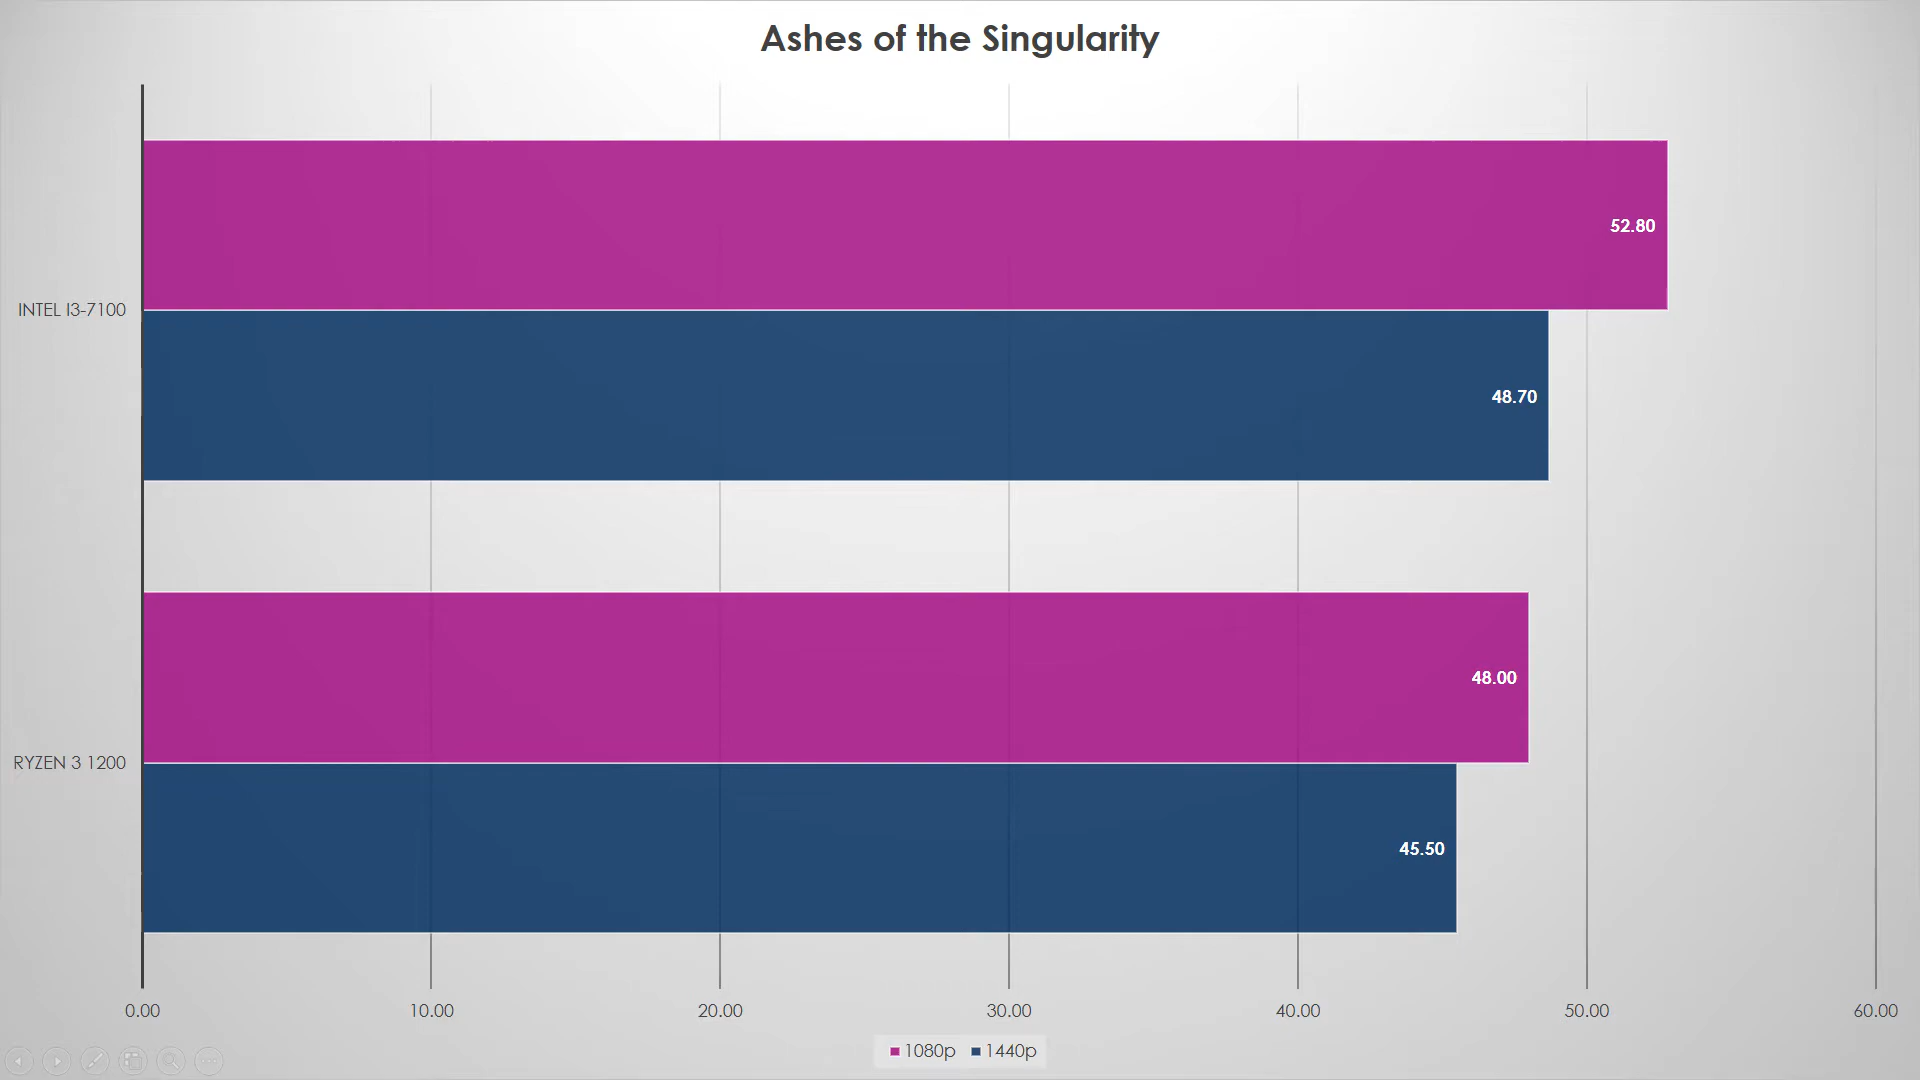 Ashes of the Singularity
52.80
INTEL I3-7100
48.70
48.00
RYZEN 3 1200
45.50
0.00 10.00 20.00 30.00 40.00 50.00 60.00
1080p 1440p